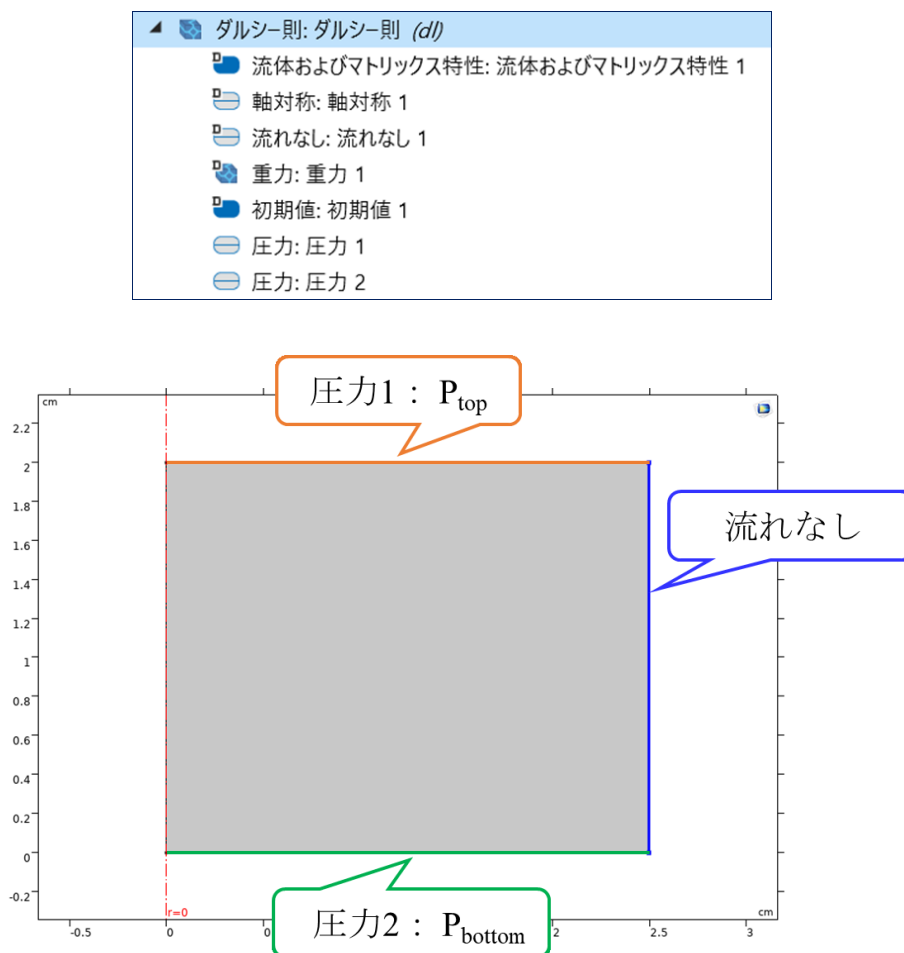 ダルシー則: ダルシー則 (dl)
流体およびマトリックス特性: 流体およびマトリックス特性 1
軸対称: 軸対称 1
流れなし: 流れなし 1
重力: 重力 1
初期値: 初期値 1
圧力: 圧力 1
圧力: 圧力 2
圧力1： Ptop
cm
2.2
2
1.8
流れなし
1.6
1.4
1.2
1
0.8
0.6
0.4
0.2
0
-0.2
r=0
cm
圧力2： Pbottom
-0.5 0 0 2 2.5 3